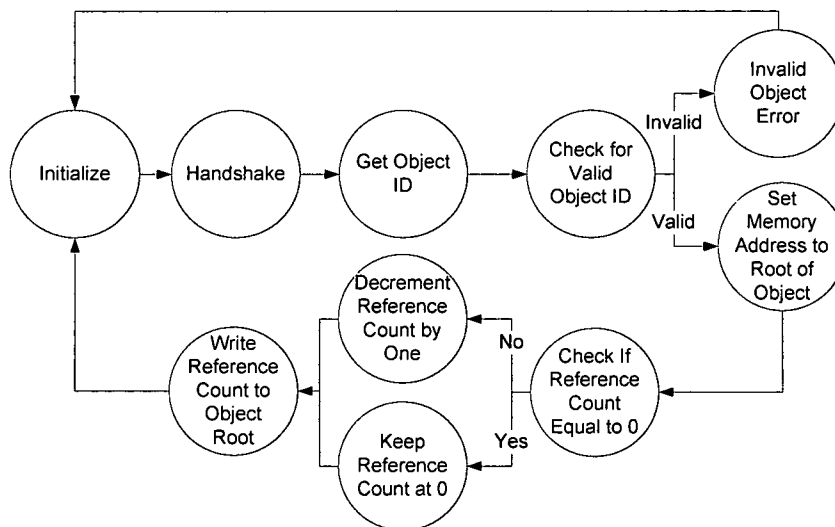 Initialize
Handshake
Get Object
ID
Check for
Valid
Object ID
Invalid
Valid
Invalid
Object
Error
Set
Memory
Address to
Root of
Object
Check If
Reference
Count
Equal to 0
No
Yes
Decrement
Reference
Count by
One
Keep
Reference
Count at 0
Write
Reference
Count to
Object
Root